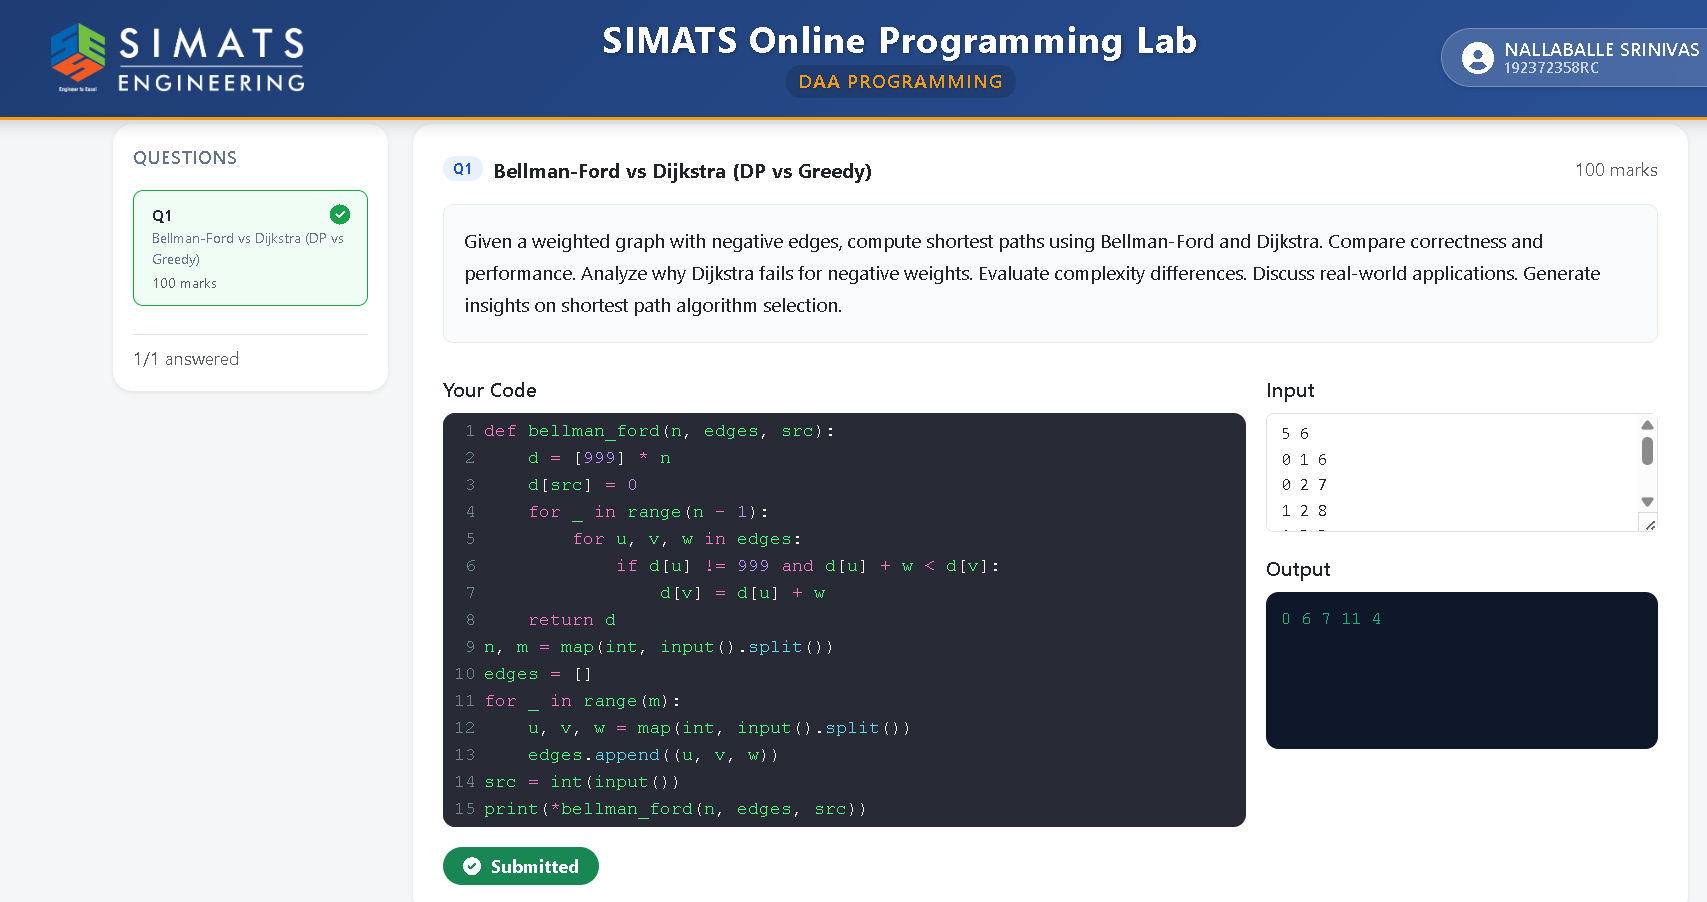 SIMATS
ENGINEERING
Engineer to Excel
SIMATS Online Programming Lab
DAA PROGRAMMING
NALLABALLE SRINIVAS
192372358RC
QUESTIONS
Q1
Bellman-Ford vs Dijkstra (DP vs
Greedy)
100 marks
1/1 answered
Q1 Bellman-Ford vs Dijkstra (DP vs Greedy)
100 marks
Given a weighted graph with negative edges, compute shortest paths using Bellman-Ford and Dijkstra. Compare correctness and
performance. Analyze why Dijkstra fails for negative weights. Evaluate complexity differences. Discuss real-world applications. Generate
insights on shortest path algorithm selection.
Your Code
1 def bellman_ford(n, edges, src):
2     d = [999] * n
3     d[src] = 0
4     for _ in range(n - 1):
5         for u, v, w in edges:
6             if d[u] != 999 and d[u] + w < d[v]:
7                 d[v] = d[u] + w
8     return d
9 n, m = map(int, input().split())
10 edges = []
11 for _ in range(m):
12     u, v, w = map(int, input().split())
13     edges.append((u, v, w))
14 src = int(input())
15 print(*bellman_ford(n, edges, src))
Submitted
Input
5 6
0 1 6
0 2 7
1 2 8
Output
0 6 7 11 4